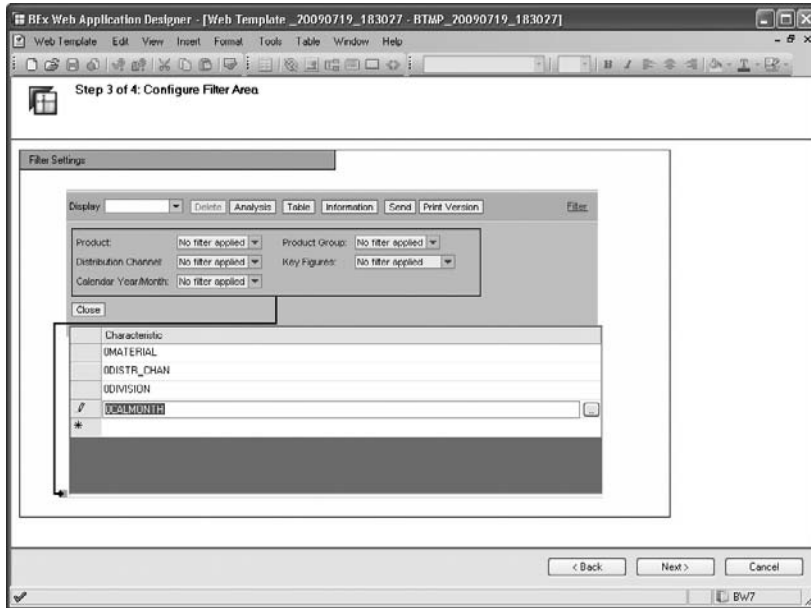 BEx Web Application Designer - [Web Template _20090719_183027 - BTMP_20090719_183027]
Web Template Edit View Insert Format Tools Table Window Help
Step 3 of 4: Configure Filter Area
Filter Settings
Display Delete Analysis Table Information Send Print Version Filter
Product: No filter applied Product Group: No filter applied
Distribution Channel: No filter applied Key Figures: No filter applied
Calendar Year/Month: No filter applied
Close
Characteristic
0MATERIAL
0DISTR_CHAN
0DIVISION
0CALMONTH ...
*
< Back Next > Cancel
BW7